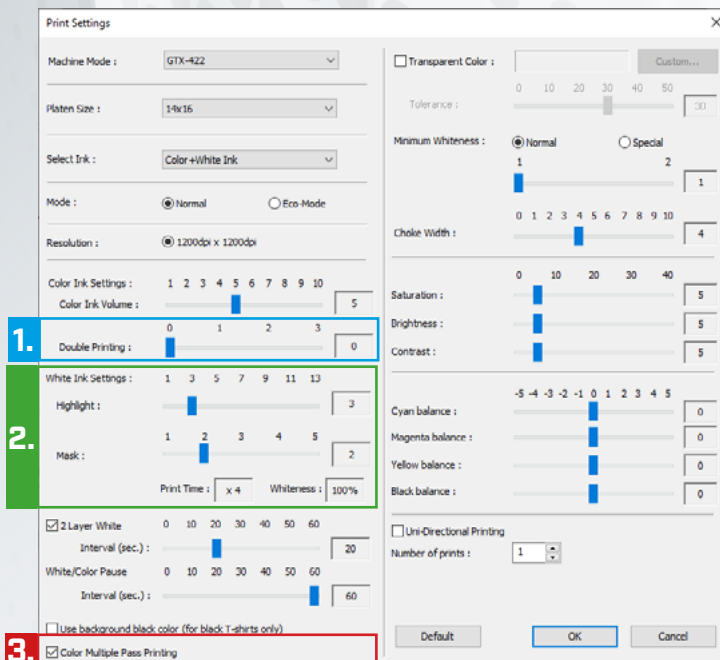 Print Settings
Machine Mode : GTX-422
Platen Size : 14x16
Select Ink : Color+White Ink
Mode : Normal Eco-Mode
Resolution : 1200dpi x 1200dpi
Color Ink Settings : 1 2 3 4 5 6 7 8 9 10
Color Ink Volume : 5
0 1 2 3
1. Double Printing : 0
2.
White Ink Settings : 1 3 5 7 9 11 13
Highlight : 3
1 2 3 4 5
Mask : 2
Print Time : x 4 Whiteness : 100%
2 Layer White 0 10 20 30 40 50 60
Interval (sec.) : 20
White/Color Pause 0 10 20 30 40 50 60
Interval (sec.) : 60
Use background black color (for black T-shirts only)
3. Color Multiple Pass Printing
Transparent Color : Custom...
0 10 20 30 40 50
Tolerance : 30
Minimum Whiteness : Normal Special
1 2
1
0 1 2 3 4 5 6 7 8 9 10
Choke Width : 4
0 10 20 30 40
Saturation : 5
Brightness : 5
Contrast : 5
-5 -4 -3 -2 -1 0 1 2 3 4 5
Cyan balance : 0
Magenta balance : 0
Yellow balance : 0
Black balance : 0
Uni-Directional Printing
Number of prints : 1
Default OK Cancel